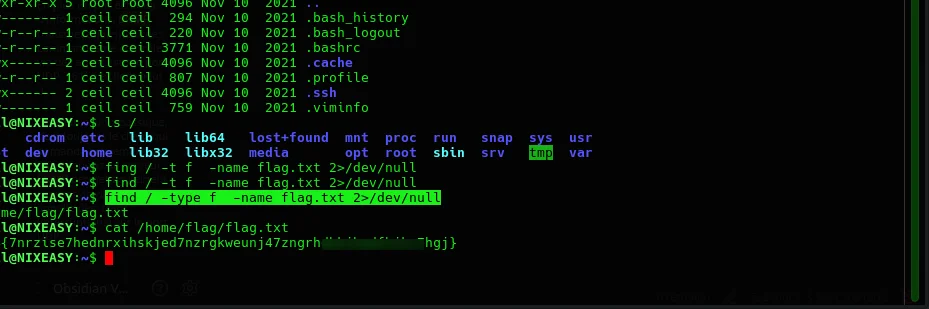 xr-xr-x 5 root root 4096 Nov 10 2021 ..
------- 1 ceil ceil 294 Nov 10 2021 .bash_history
-r--r-- 1 ceil ceil 220 Nov 10 2021 .bash_logout
-r--r-- 1 ceil ceil 3771 Nov 10 2021 .bashrc
x------ 2 ceil ceil 4096 Nov 10 2021 .cache
-r--r-- 1 ceil ceil 807 Nov 10 2021 .profile
x------ 2 ceil ceil 4096 Nov 10 2021 .ssh
------- 1 ceil ceil 759 Nov 10 2021 .viminfo
l@NIXEASY:~$ ls /
cdrom etc lib lib64 lost+found mnt proc run snap sys usr
t dev home lib32 libx32 media opt root sbin srv tmp var
l@NIXEASY:~$ fing / -t f -name flag.txt 2>/dev/null
l@NIXEASY:~$ find / -t f -name flag.txt 2>/dev/null
l@NIXEASY:~$ find / -type f -name flag.txt 2>/dev/null
me/flag/flag.txt
l@NIXEASY:~$ cat /home/flag/flag.txt
l@NIXEASY:~$
Obsidian V...